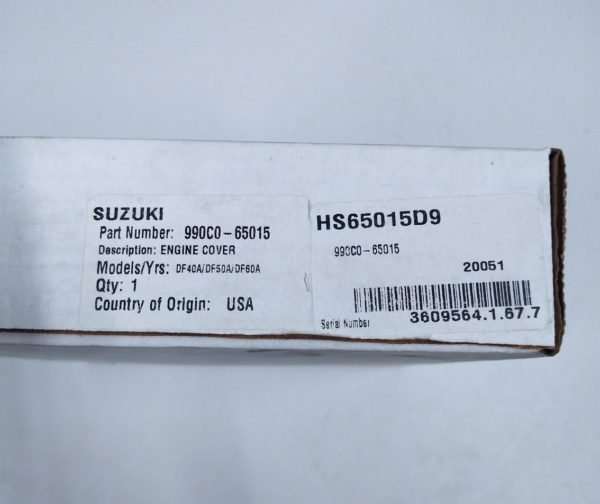 SUZUKI
Part Number: 990C0-65015
Description: ENGINE COVER
Models/Yrs: DF40A/DF50A/DF60A
Qty: 1
Country of Origin: USA
HS65015D9
990C0-65015
20051
Serial Number
3609564.1.67.7